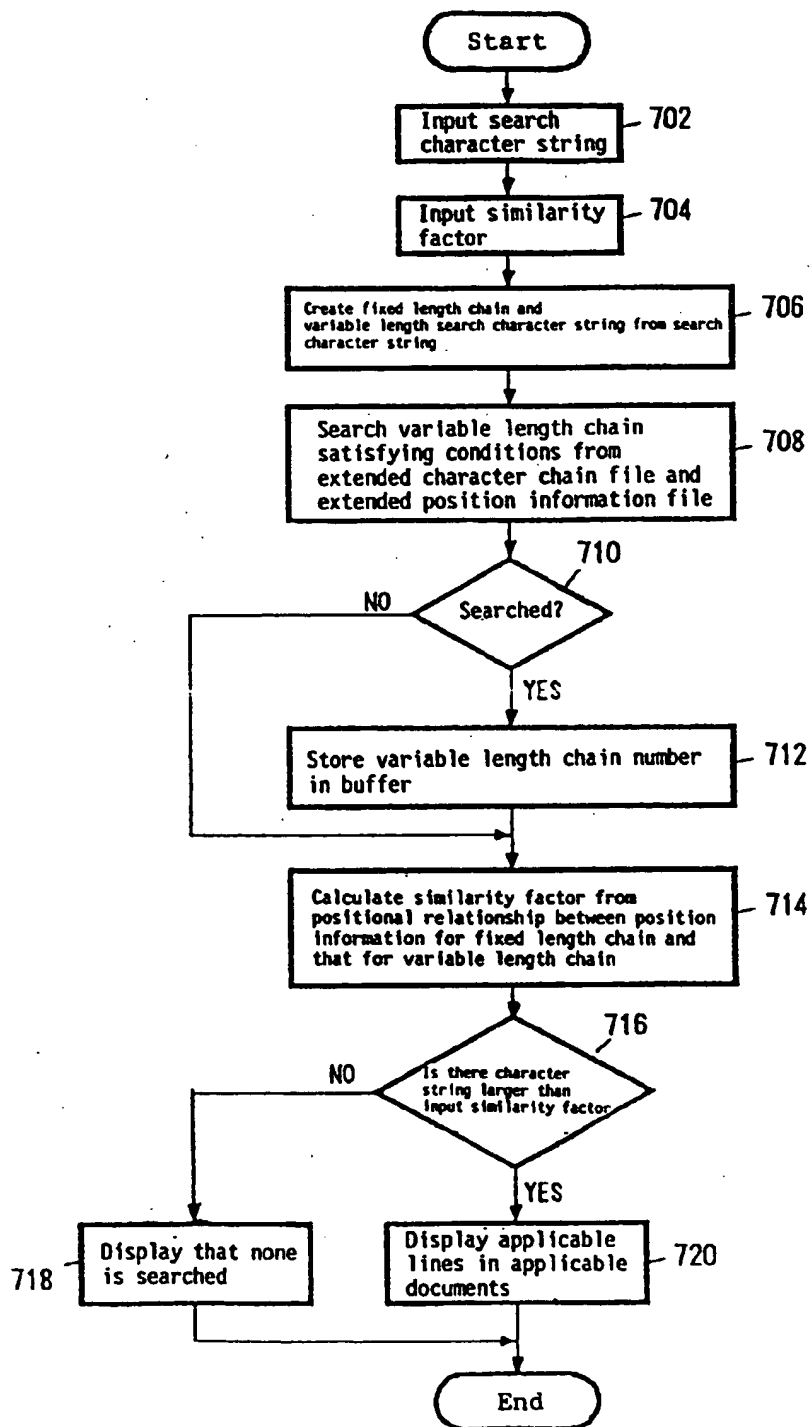 Start
Input search
character string
702
Input similarity
factor
704
Create fixed length chain and
variable length search character string from search
character string
706
Search variable length chain
satisfying conditions from
extended character chain file and
extended position information file
708
710
Searched?
NO
YES
Store variable length chain number
in buffer
712
Calculate similarity factor from
positional relationship between position
information for fixed length chain and
that for variable length chain
714
716
Is there character
string larger than
input similarity factor
NO
YES
Display that none
is searched
718
Display applicable
lines in applicable
documents
720
End